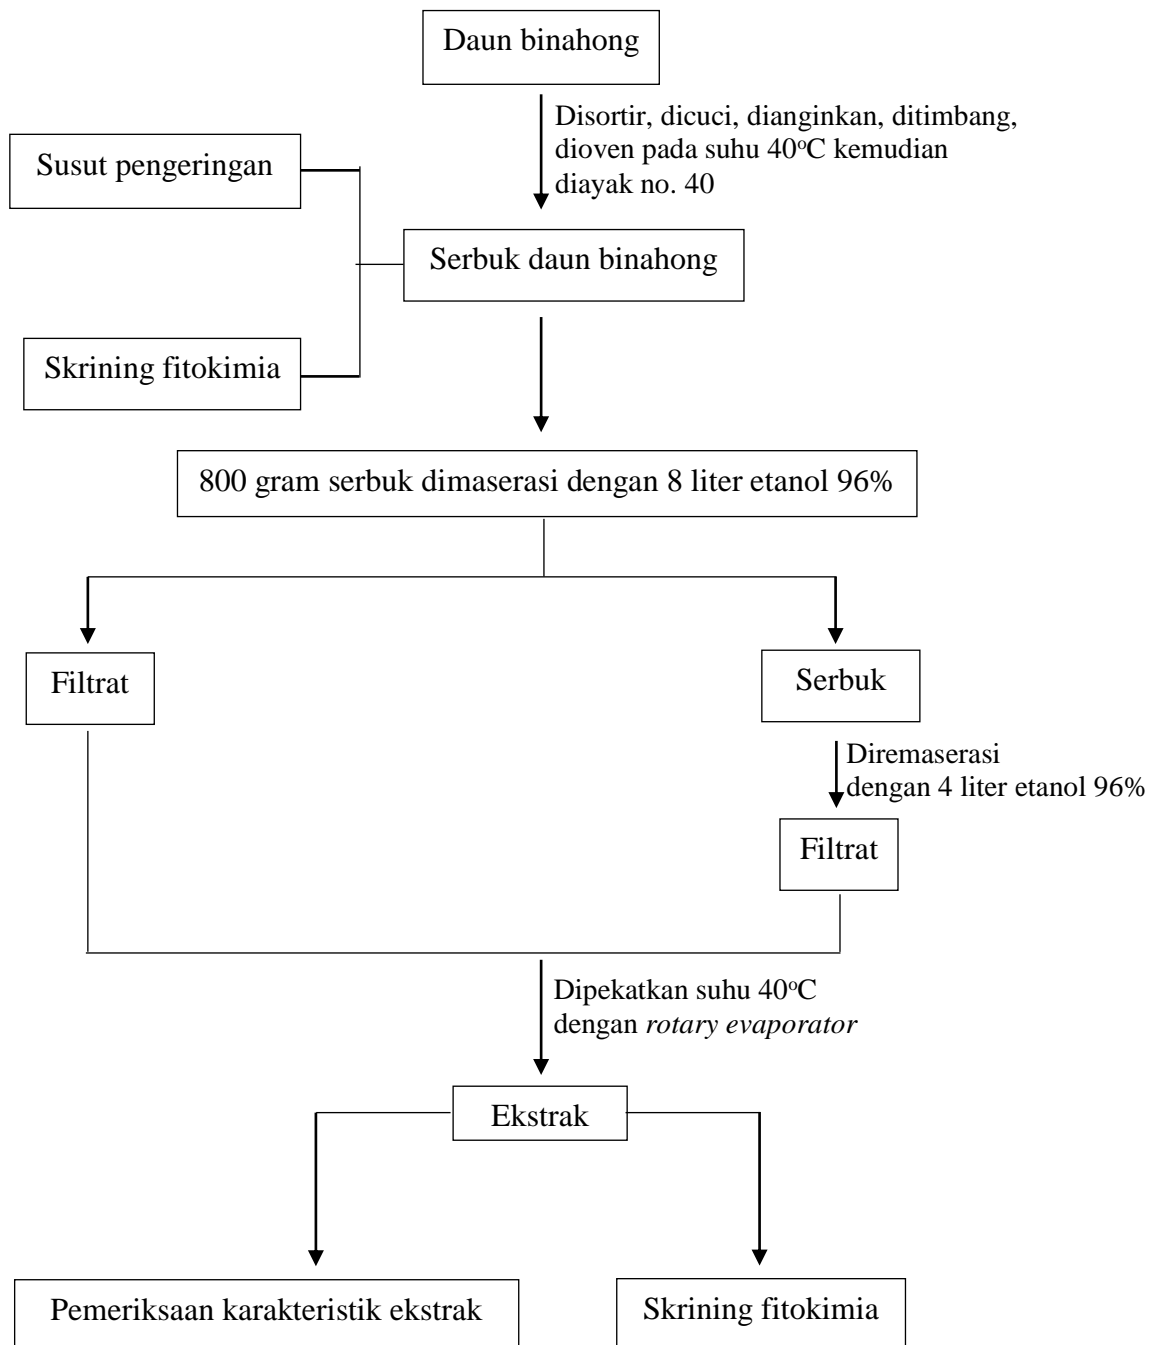 Daun binahong
Disortir, dicuci, dianginkan, ditimbang,
dioven pada suhu 40°C kemudian
diayak no. 40
Susut pengeringan
Serbuk daun binahong
Skrining fitokimia
800 gram serbuk dimaserasi dengan 8 liter etanol 96%
Filtrat
Serbuk
Diremaserasi
dengan 4 liter etanol 96%
Filtrat
Dipekatkan suhu 40°C
dengan rotary evaporator
Ekstrak
Pemeriksaan karakteristik ekstrak
Skrining fitokimia